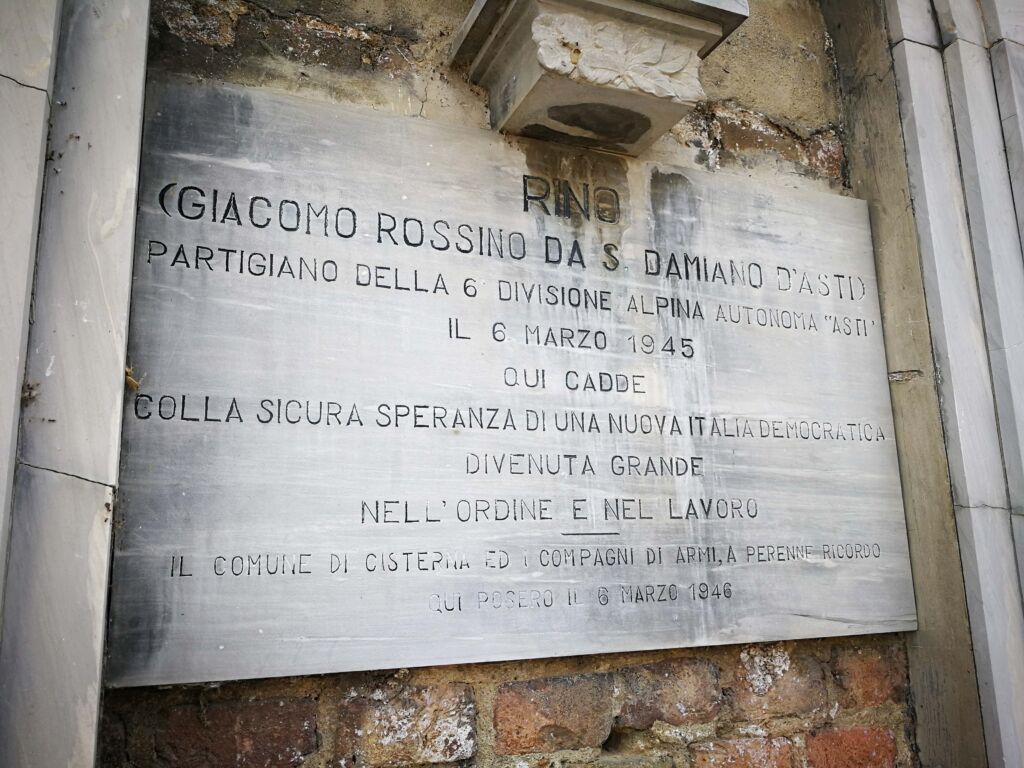 RINO
(GIACOMO ROSSINO DA S. DAMIANO D'ASTI)
PARTIGIANO DELLA 6ª DIVISIONE ALPINA AUTONOMA "ASTI"
IL 6 MARZO 1945
QUI CADDE
COLLA SICURA SPERANZA DI UNA NUOVA ITALIA DEMOCRATICA
DIVENUTA GRANDE
NELL'ORDINE E NEL LAVORO
IL COMUNE DI CISTERNA ED I COMPAGNI DI ARMI, A PERENNE RICORDO
QUI POSERO IL 6 MARZO 1946